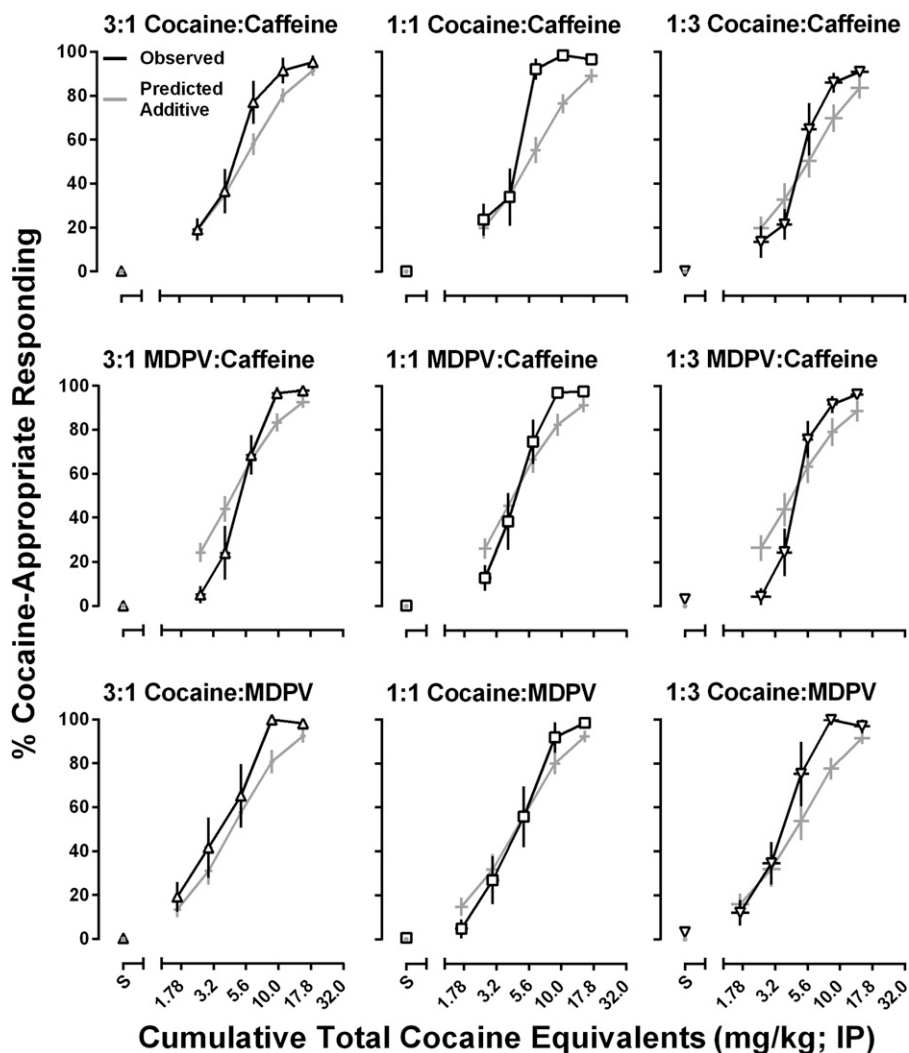 3:1 Cocaine:Caffeine
1:1 Cocaine:Caffeine
1:3 Cocaine:Caffeine
100
80
60
40
20
0
Observed
Predicted
Additive
3:1 MDPV:Caffeine
1:1 MDPV:Caffeine
1:3 MDPV:Caffeine
100
80
60
40
20
0
3:1 Cocaine:MDPV
1:1 Cocaine:MDPV
1:3 Cocaine:MDPV
100
80
60
40
20
0
% Cocaine-Appropriate Responding
S 1.78 3.2 5.6 10.0 17.8 32.0
S 1.78 3.2 5.6 10.0 17.8 32.0
S 1.78 3.2 5.6 10.0 17.8 32.0
Cumulative Total Cocaine Equivalents (mg/kg; IP)